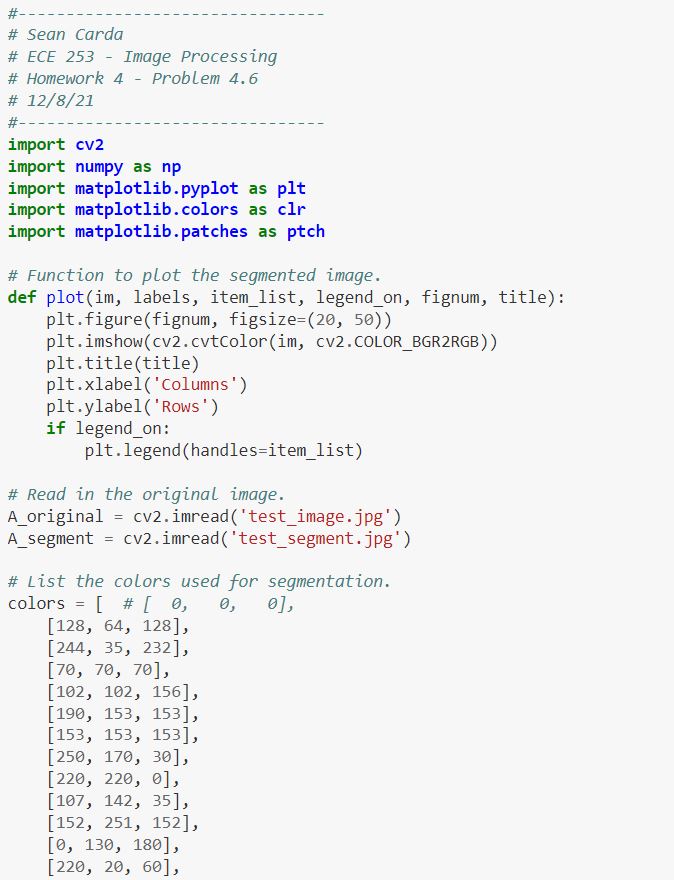 #--------------------------------
# Sean Carda
# ECE 253 - Image Processing
# Homework 4 - Problem 4.6
# 12/8/21
#--------------------------------
import cv2
import numpy as np
import matplotlib.pyplot as plt
import matplotlib.colors as clr
import matplotlib.patches as ptch

# Function to plot the segmented image.
def plot(im, labels, item_list, legend_on, fignum, title):
    plt.figure(fignum, figsize=(20, 50))
    plt.imshow(cv2.cvtColor(im, cv2.COLOR_BGR2RGB))
    plt.title(title)
    plt.xlabel('Columns')
    plt.ylabel('Rows')
    if legend_on:
        plt.legend(handles=item_list)

# Read in the original image.
A_original = cv2.imread('test_image.jpg')
A_segment = cv2.imread('test_segment.jpg')

# List the colors used for segmentation.
colors = [  # [  0,   0,   0],
    [128, 64, 128],
    [244, 35, 232],
    [70, 70, 70],
    [102, 102, 156],
    [190, 153, 153],
    [153, 153, 153],
    [250, 170, 30],
    [220, 220, 0],
    [107, 142, 35],
    [152, 251, 152],
    [0, 130, 180],
    [220, 20, 60],